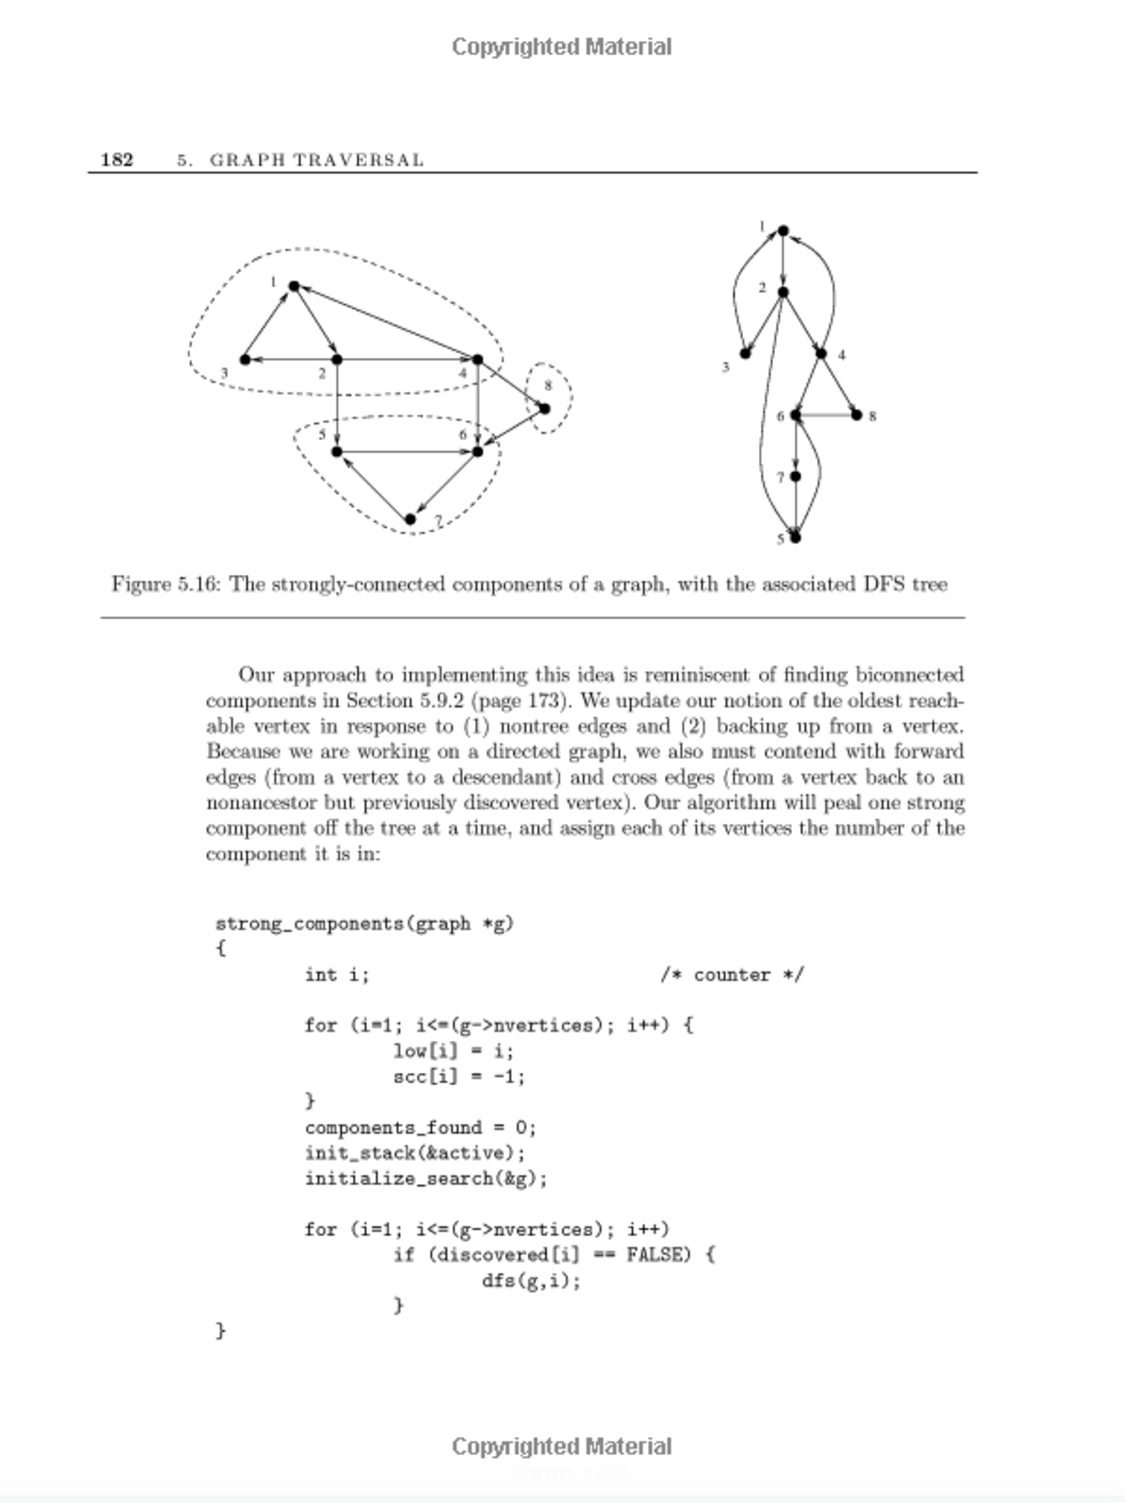 Copyrighted Material
182 5. GRAPH TRAVERSAL
1
3
2
4
8
5
6
7
1
2
3
4
6
8
7
5
Figure 5.16: The strongly-connected components of a graph, with the associated DFS tree
Our approach to implementing this idea is reminiscent of finding biconnected
components in Section 5.9.2 (page 173). We update our notion of the oldest reach-
able vertex in response to (1) nontree edges and (2) backing up from a vertex.
Because we are working on a directed graph, we also must contend with forward
edges (from a vertex to a descendant) and cross edges (from a vertex back to an
nonancestor but previously discovered vertex). Our algorithm will peal one strong
component off the tree at a time, and assign each of its vertices the number of the
component it is in:
strong_components(graph *g)
{
int i; /* counter */
for (i=1; i<=(g->nvertices); i++) {
low[i] = i;
scc[i] = -1;
}
components_found = 0;
init_stack(&active);
initialize_search(&g);
for (i=1; i<=(g->nvertices); i++)
if (discovered[i] == FALSE) {
dfs(g,i);
}
}
Copyrighted Material